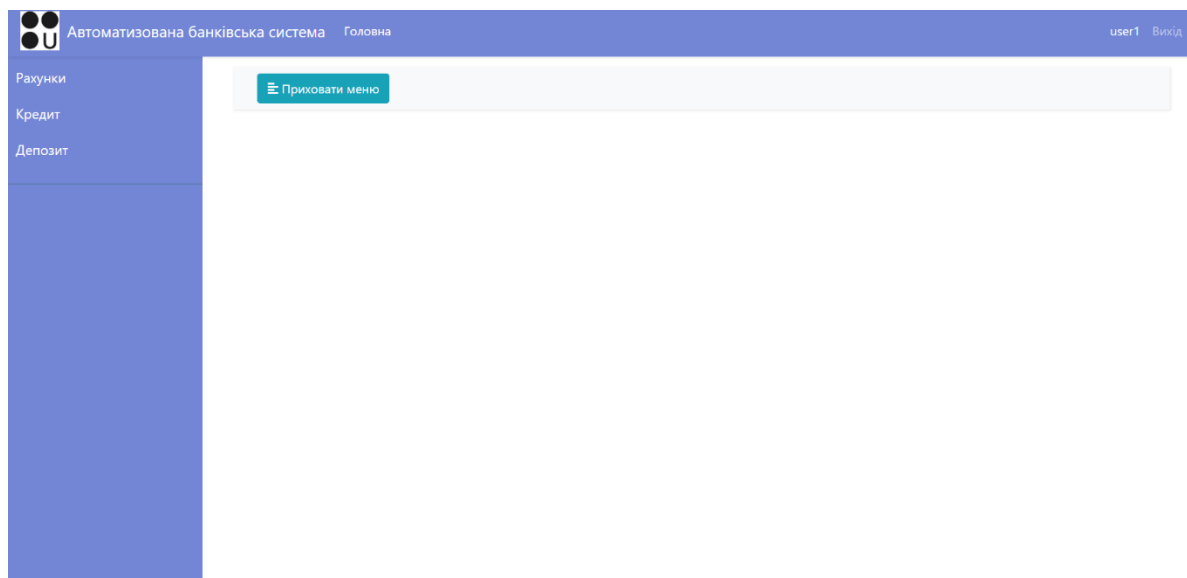 U Автоматизована банківська система Головна user1 Вихід
Рахунки
Приховати меню
Кредит
Депозит